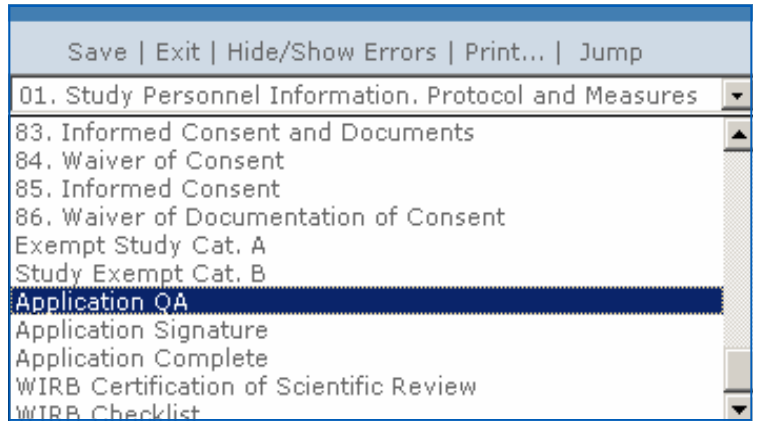 Save | Exit | Hide/Show Errors | Print... | Jump
01. Study Personnel Information. Protocol and Measures
83. Informed Consent and Documents
84. Waiver of Consent
85. Informed Consent
86. Waiver of Documentation of Consent
Exempt Study Cat. A
Study Exempt Cat. B
Application QA
Application Signature
Application Complete
WIRB Certification of Scientific Review
WIRB Checklist